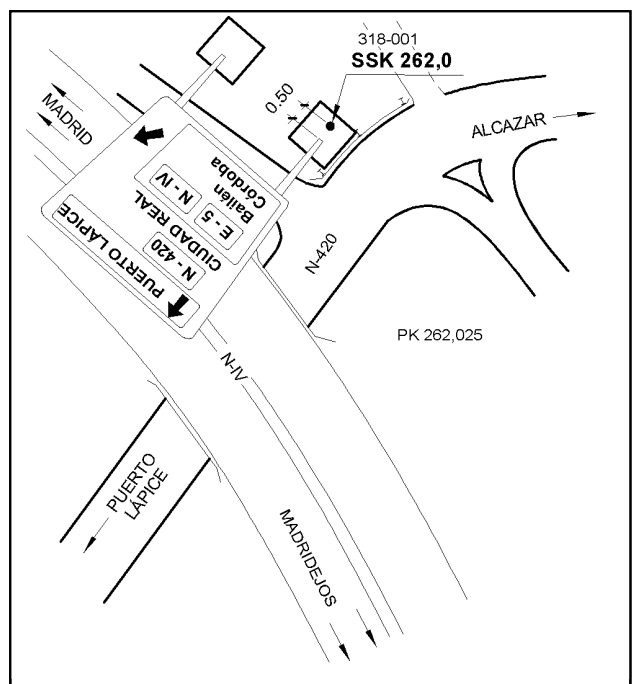 318-001
SSK 262,0
0.50
MADRID
ALCAZAR
N - IV
E - 5
Bailén
Córdoba
CIUDAD REAL
N - 420
PUERTO LÁPICE
N-420
PK 262,025
N-IV
PUERTO
LÁPICE
MADRIDEJOS